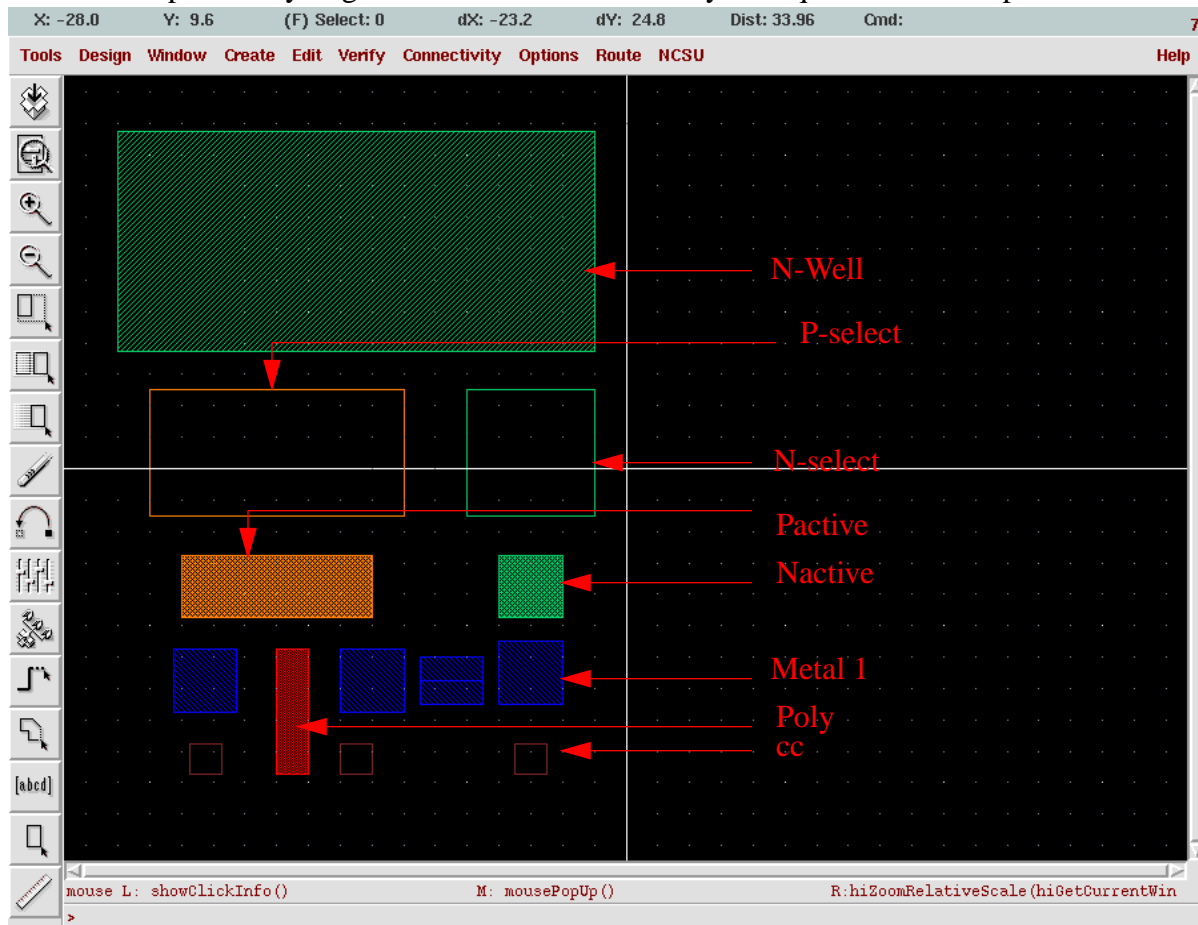 X: -28.0 Y: 9.6 (F) Select: 0 dX: -23.2 dY: 24.8 Dist: 33.96 Cmd: 7
Tools Design Window Create Edit Verify Connectivity Options Route NCSU Help
N-Well
P-select
N-select
Pactive
Nactive
Metal 1
Poly
cc
[abcd]
mouse L: showClickInfo() M: mousePopUp() R:hiZoomRelativeScale(hiGetCurrentWin
>